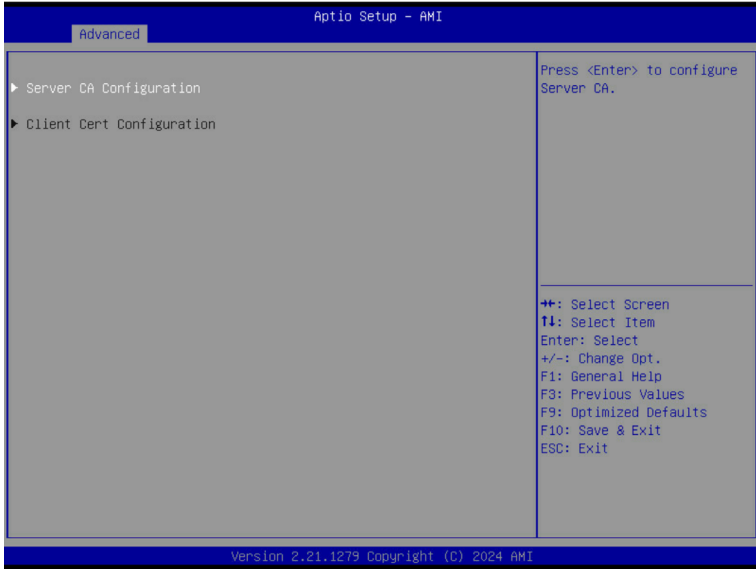 Aptio Setup – AMI
Advanced
▶ Server CA Configuration
▶ Client Cert Configuration
Press <Enter> to configure
Server CA.
→←: Select Screen
↑↓: Select Item
Enter: Select
+/-: Change Opt.
F1: General Help
F3: Previous Values
F9: Optimized Defaults
F10: Save & Exit
ESC: Exit
Version 2.21.1279 Copyright (C) 2024 AMI